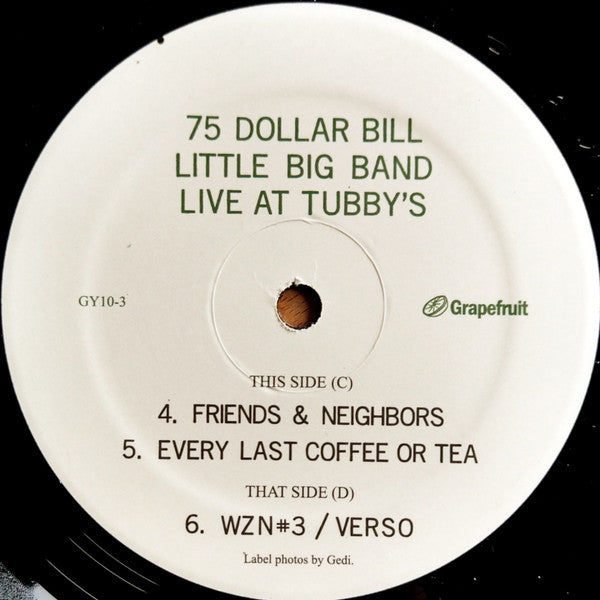 75 DOLLAR BILL
LITTLE BIG BAND
LIVE AT TUBBY'S
GY10-3
Grapefruit
THIS SIDE (C)
4. FRIENDS & NEIGHBORS
5. EVERY LAST COFFEE OR TEA
THAT SIDE (D)
6. WZN#3 / VERSO
Label photos by Gedi.